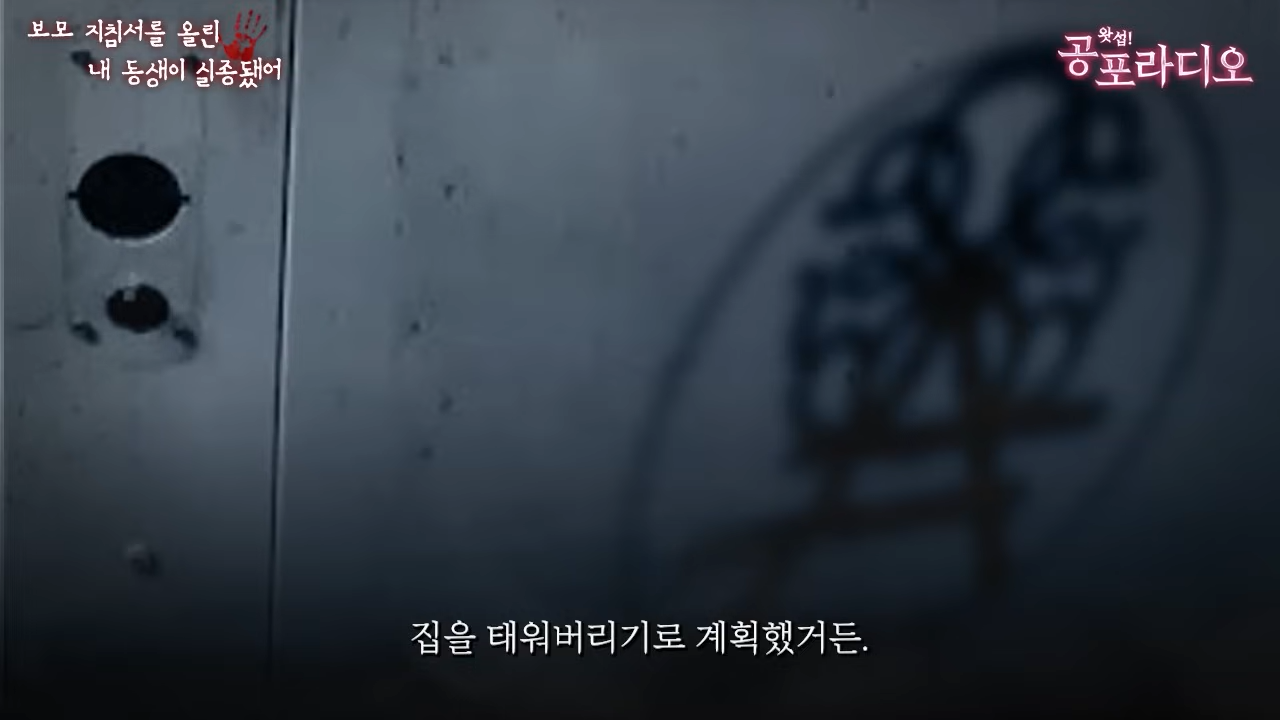 보모 지침서를 올린
내 동생이 실종됐어
왓섭!
공포라디오
집을 태워버리기로 계획했거든.